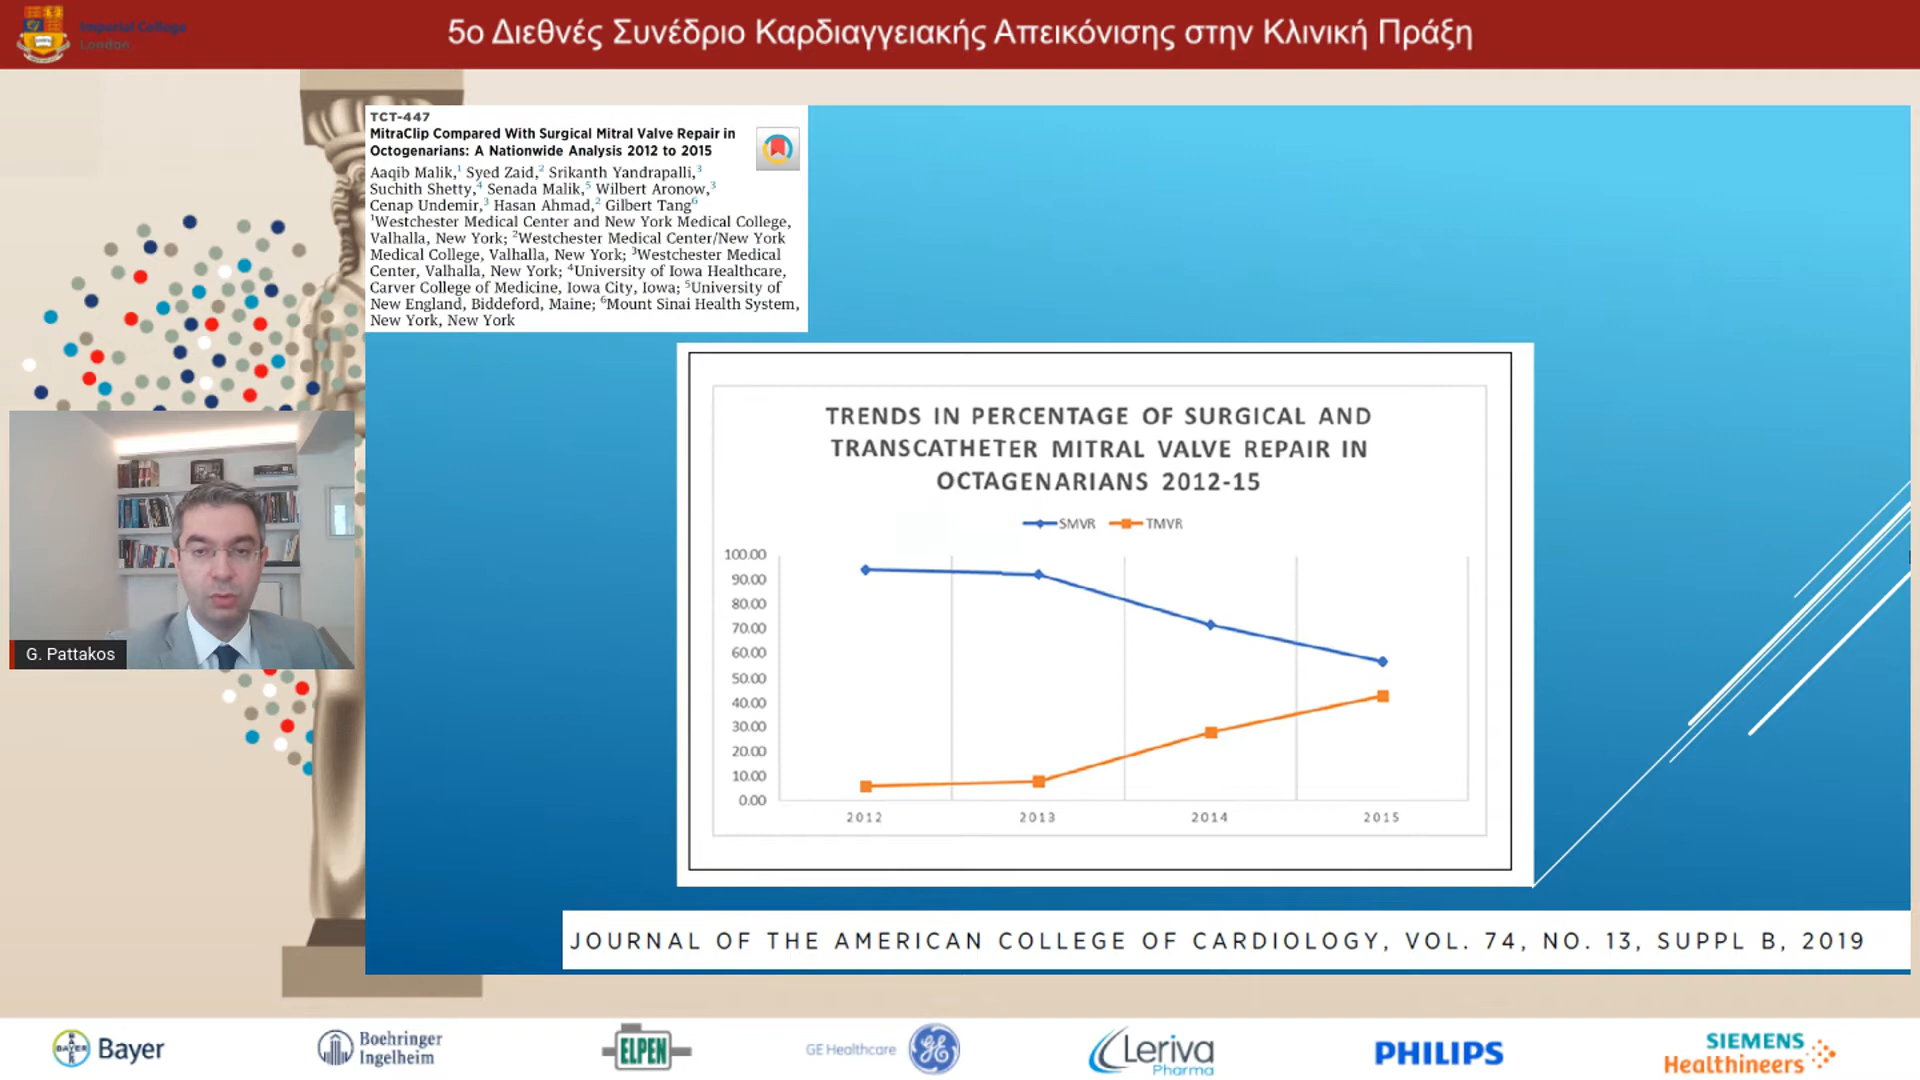 Imperial College
London
5ο Διεθνές Συνέδριο Καρδιαγγειακής Απεικόνισης στην Κλινική Πράξη
TCT-447
MitraClip Compared With Surgical Mitral Valve Repair in
Octogenarians: A Nationwide Analysis 2012 to 2015
Aaqib Malik,1 Syed Zaid,2 Srikanth Yandrapalli,3
Suchith Shetty,4 Senada Malik,5 Wilbert Aronow,3
Cenap Undemir,3 Hasan Ahmad,2 Gilbert Tang6
1Westchester Medical Center and New York Medical College,
Valhalla, New York; 2Westchester Medical Center/New York
Medical College, Valhalla, New York; 3Westchester Medical
Center, Valhalla, New York; 4University of Iowa Healthcare,
Carver College of Medicine, Iowa City, Iowa; 5University of
New England, Biddeford, Maine; 6Mount Sinai Health System,
New York, New York
TRENDS IN PERCENTAGE OF SURGICAL AND
TRANSCATHETER MITRAL VALVE REPAIR IN
OCTAGENARIANS 2012-15
SMVR TMVR
100.00
90.00
80.00
70.00
60.00
50.00
40.00
30.00
20.00
10.00
0.00
2012 2013 2014 2015
G. Pattakos
JOURNAL OF THE AMERICAN COLLEGE OF CARDIOLOGY, VOL. 74, NO. 13, SUPPL B, 2019
BAYER
Bayer
Boehringer
Ingelheim
ELPEN
GE Healthcare
Leriva
Pharma
PHILIPS
SIEMENS
Healthineers